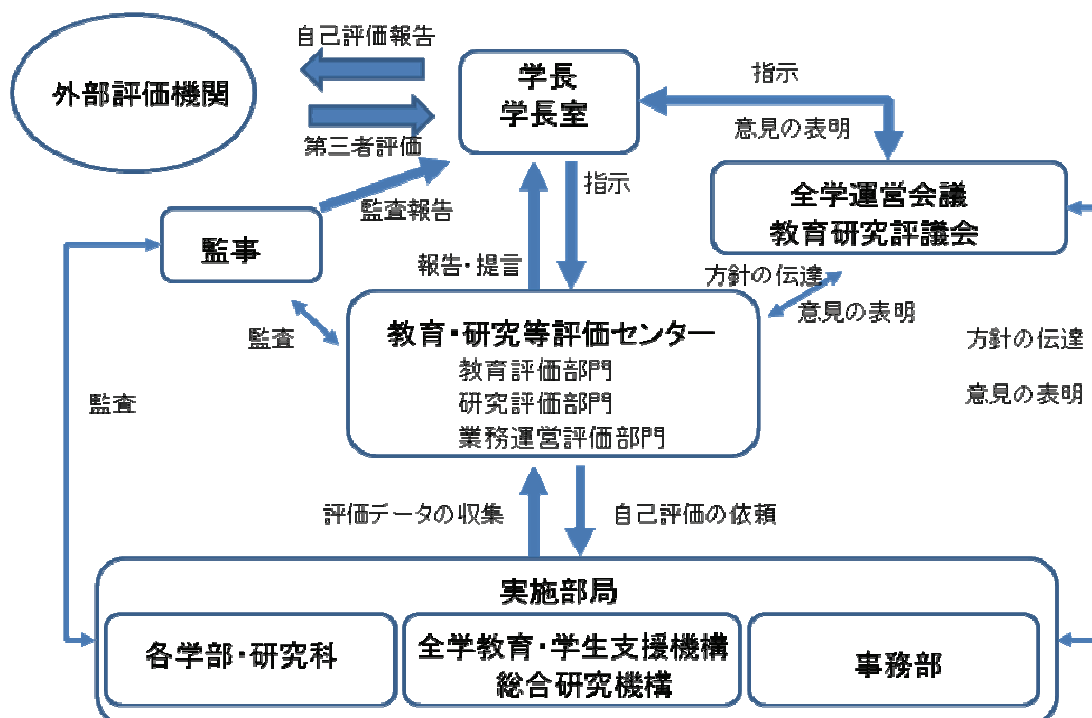 自己評価報告
外部評価機関
学長
学長室
指示
意見の表明
第三者評価
監査報告
指示
全学運営会議
教育研究評議会
監事
報告・提言
方針の伝達
意見の表明
監査
教育・研究等評価センター
教育評価部門
研究評価部門
業務運営評価部門
方針の伝達
意見の表明
監査
評価データの収集
自己評価の依頼
実施部局
各学部・研究科
全学教育・学生支援機構
総合研究機構
事務部